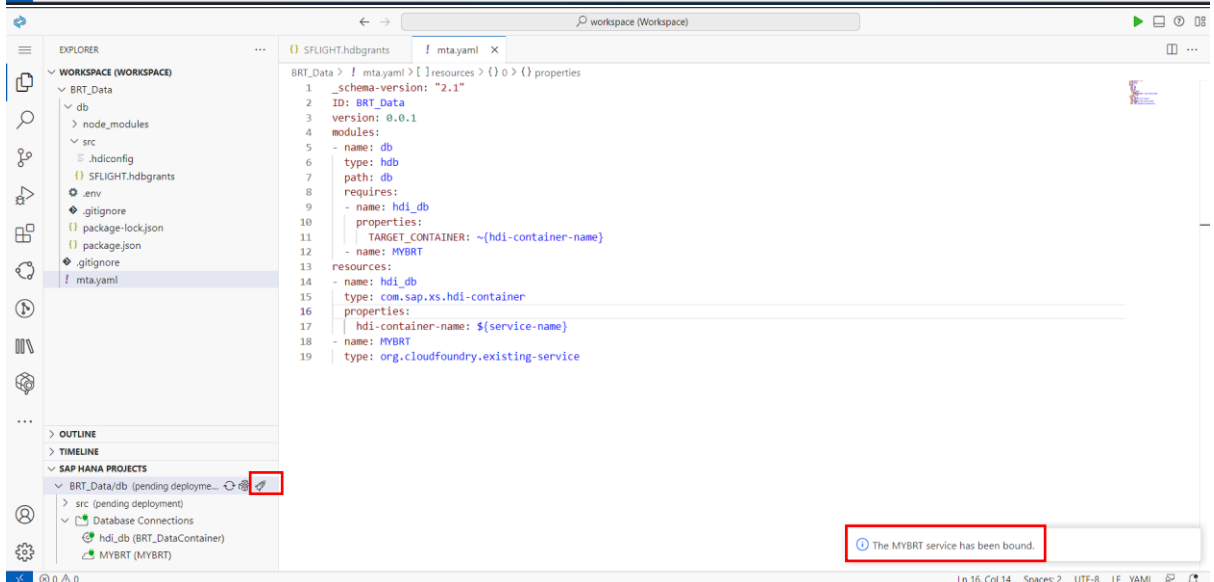 workspace (Workspace)
EXPLORER
SFLIGHT.hdbgrants
! mta.yaml
WORKSPACE (WORKSPACE)
BRT_Data
db
node_modules
src
.hdiconfig
{} SFLIGHT.hdbgrants
.env
.gitignore
{} package-lock.json
{} package.json
.gitignore
! mta.yaml
OUTLINE
TIMELINE
SAP HANA PROJECTS
BRT_Data/db (pending deployme...
src (pending deployment)
Database Connections
hdi_db (BRT_DataContainer)
MYBRT (MYBRT)
BRT_Data > ! mta.yaml > [ ] resources > {} 0 > {} properties
1 _schema-version: "2.1"
2 ID: BRT_Data
3 version: 0.0.1
4 modules:
5 - name: db
6 type: hdb
7 path: db
8 requires:
9 - name: hdi_db
10 properties:
11 TARGET_CONTAINER: ~{hdi-container-name}
12 - name: MYBRT
13 resources:
14 - name: hdi_db
15 type: com.sap.xs.hdi-container
16 properties:
17 hdi-container-name: ${service-name}
18 - name: MYBRT
19 type: org.cloudfoundry.existing-service
The MYBRT service has been bound.
0 0
Ln 16, Col 14 Spaces: 2 UTF-8 LF YAML